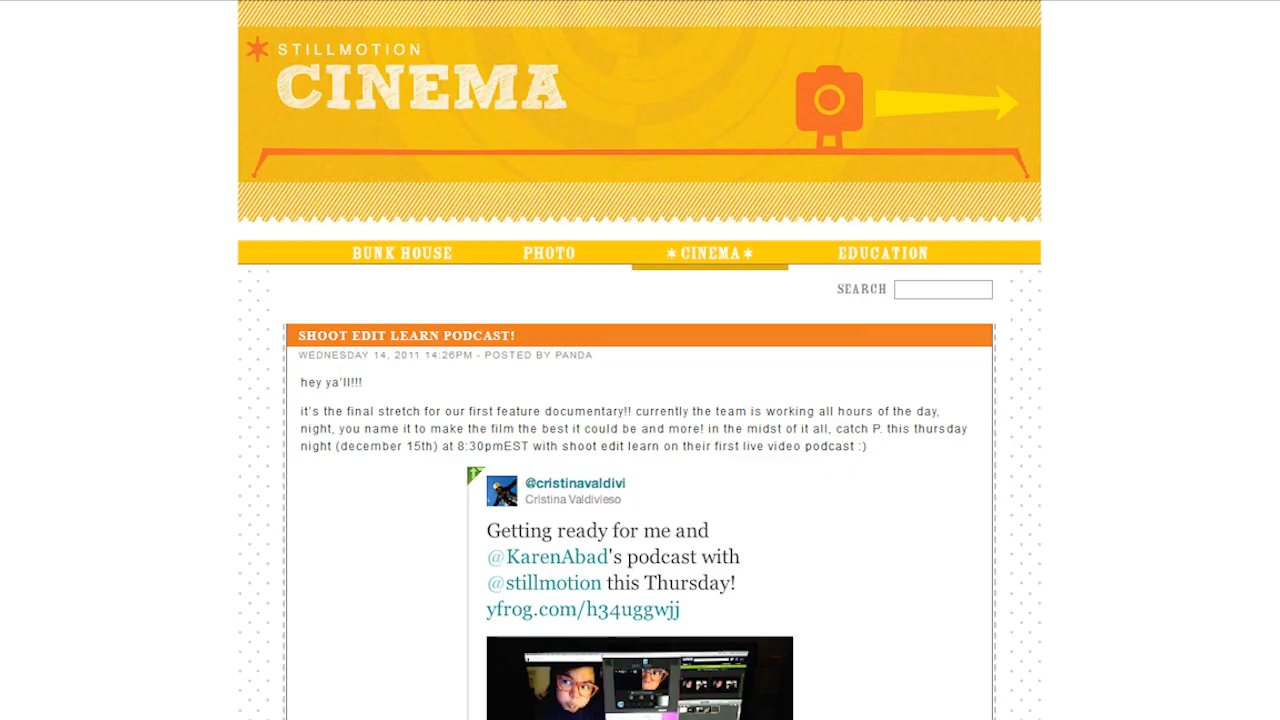 STILLMOTION
CINEMA
BUNK HOUSE PHOTO *CINEMA* EDUCATION
SEARCH
SHOOT EDIT LEARN PODCAST!
WEDNESDAY 14, 2011 14:26PM - POSTED BY PANDA
hey ya'll!!!
it's the final stretch for our first feature documentary!! currently the team is working all hours of the day,
night, you name it to make the film the best it could be and more! in the midst of it all, catch P. this thursday
night (december 15th) at 8:30pmEST with shoot edit learn on their first live video podcast :)
@cristinavaldivi
Cristina Valdivieso
Getting ready for me and
@KarenAbad's podcast with
@stillmotion this Thursday!
yfrog.com/h34uggwjj